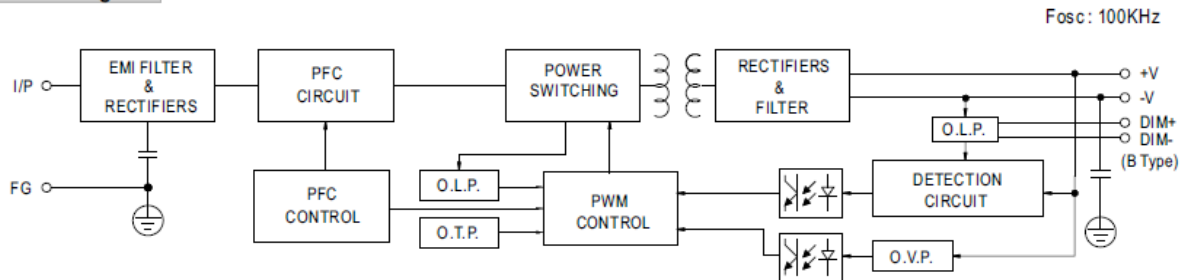 Fosc : 100KHz
I/P
EMI FILTER
&
RECTIFIERS
PFC
CIRCUIT
POWER
SWITCHING
RECTIFIERS
&
FILTER
+V
-V
DIM+
DIM-
(B Type)
O.L.P.
FG
PFC
CONTROL
O.L.P.
O.T.P.
PWM
CONTROL
DETECTION
CIRCUIT
O.V.P.